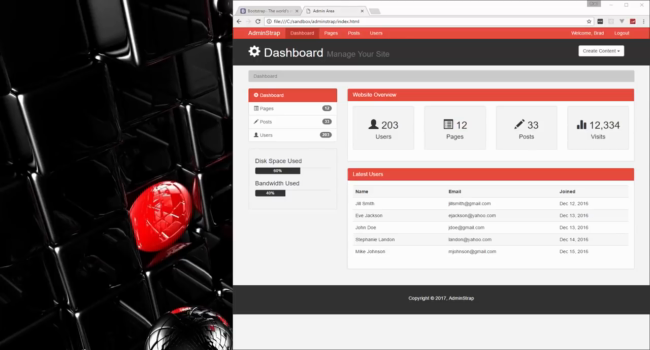 Bootstrap - The world's
Admin Area
file:///C:/sandbox/adminstrap/index.html
AdminStrap Dashboard Pages Posts Users Welcome, Brad Logout
Dashboard Manage Your Site
Create Content
Dashboard
Dashboard
Pages 12
Posts 33
Users 203
Disk Space Used
60%
Bandwidth Used
40%
Website Overview
203 12 33 12,334
Users Pages Posts Visits
Latest Users
Name Email Joined
Jill Smith jillsmith@gmail.com Dec 12, 2016
Eve Jackson ejackson@yahoo.com Dec 13, 2016
John Doe jdoe@gmail.com Dec 13, 2016
Stephanie Landon landon@yahoo.com Dec 14, 2016
Mike Johnson mjohnson@gmail.com Dec 15, 2016
Copyright © 2017, AdminStrap